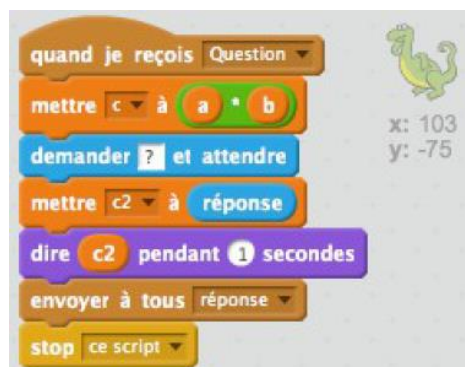 quand je reçois Question
mettre c à a * b
x: 103
demander ? et attendre
y: -75
mettre c2 à réponse
dire c2 pendant 1 secondes
envoyer à tous réponse
stop ce script